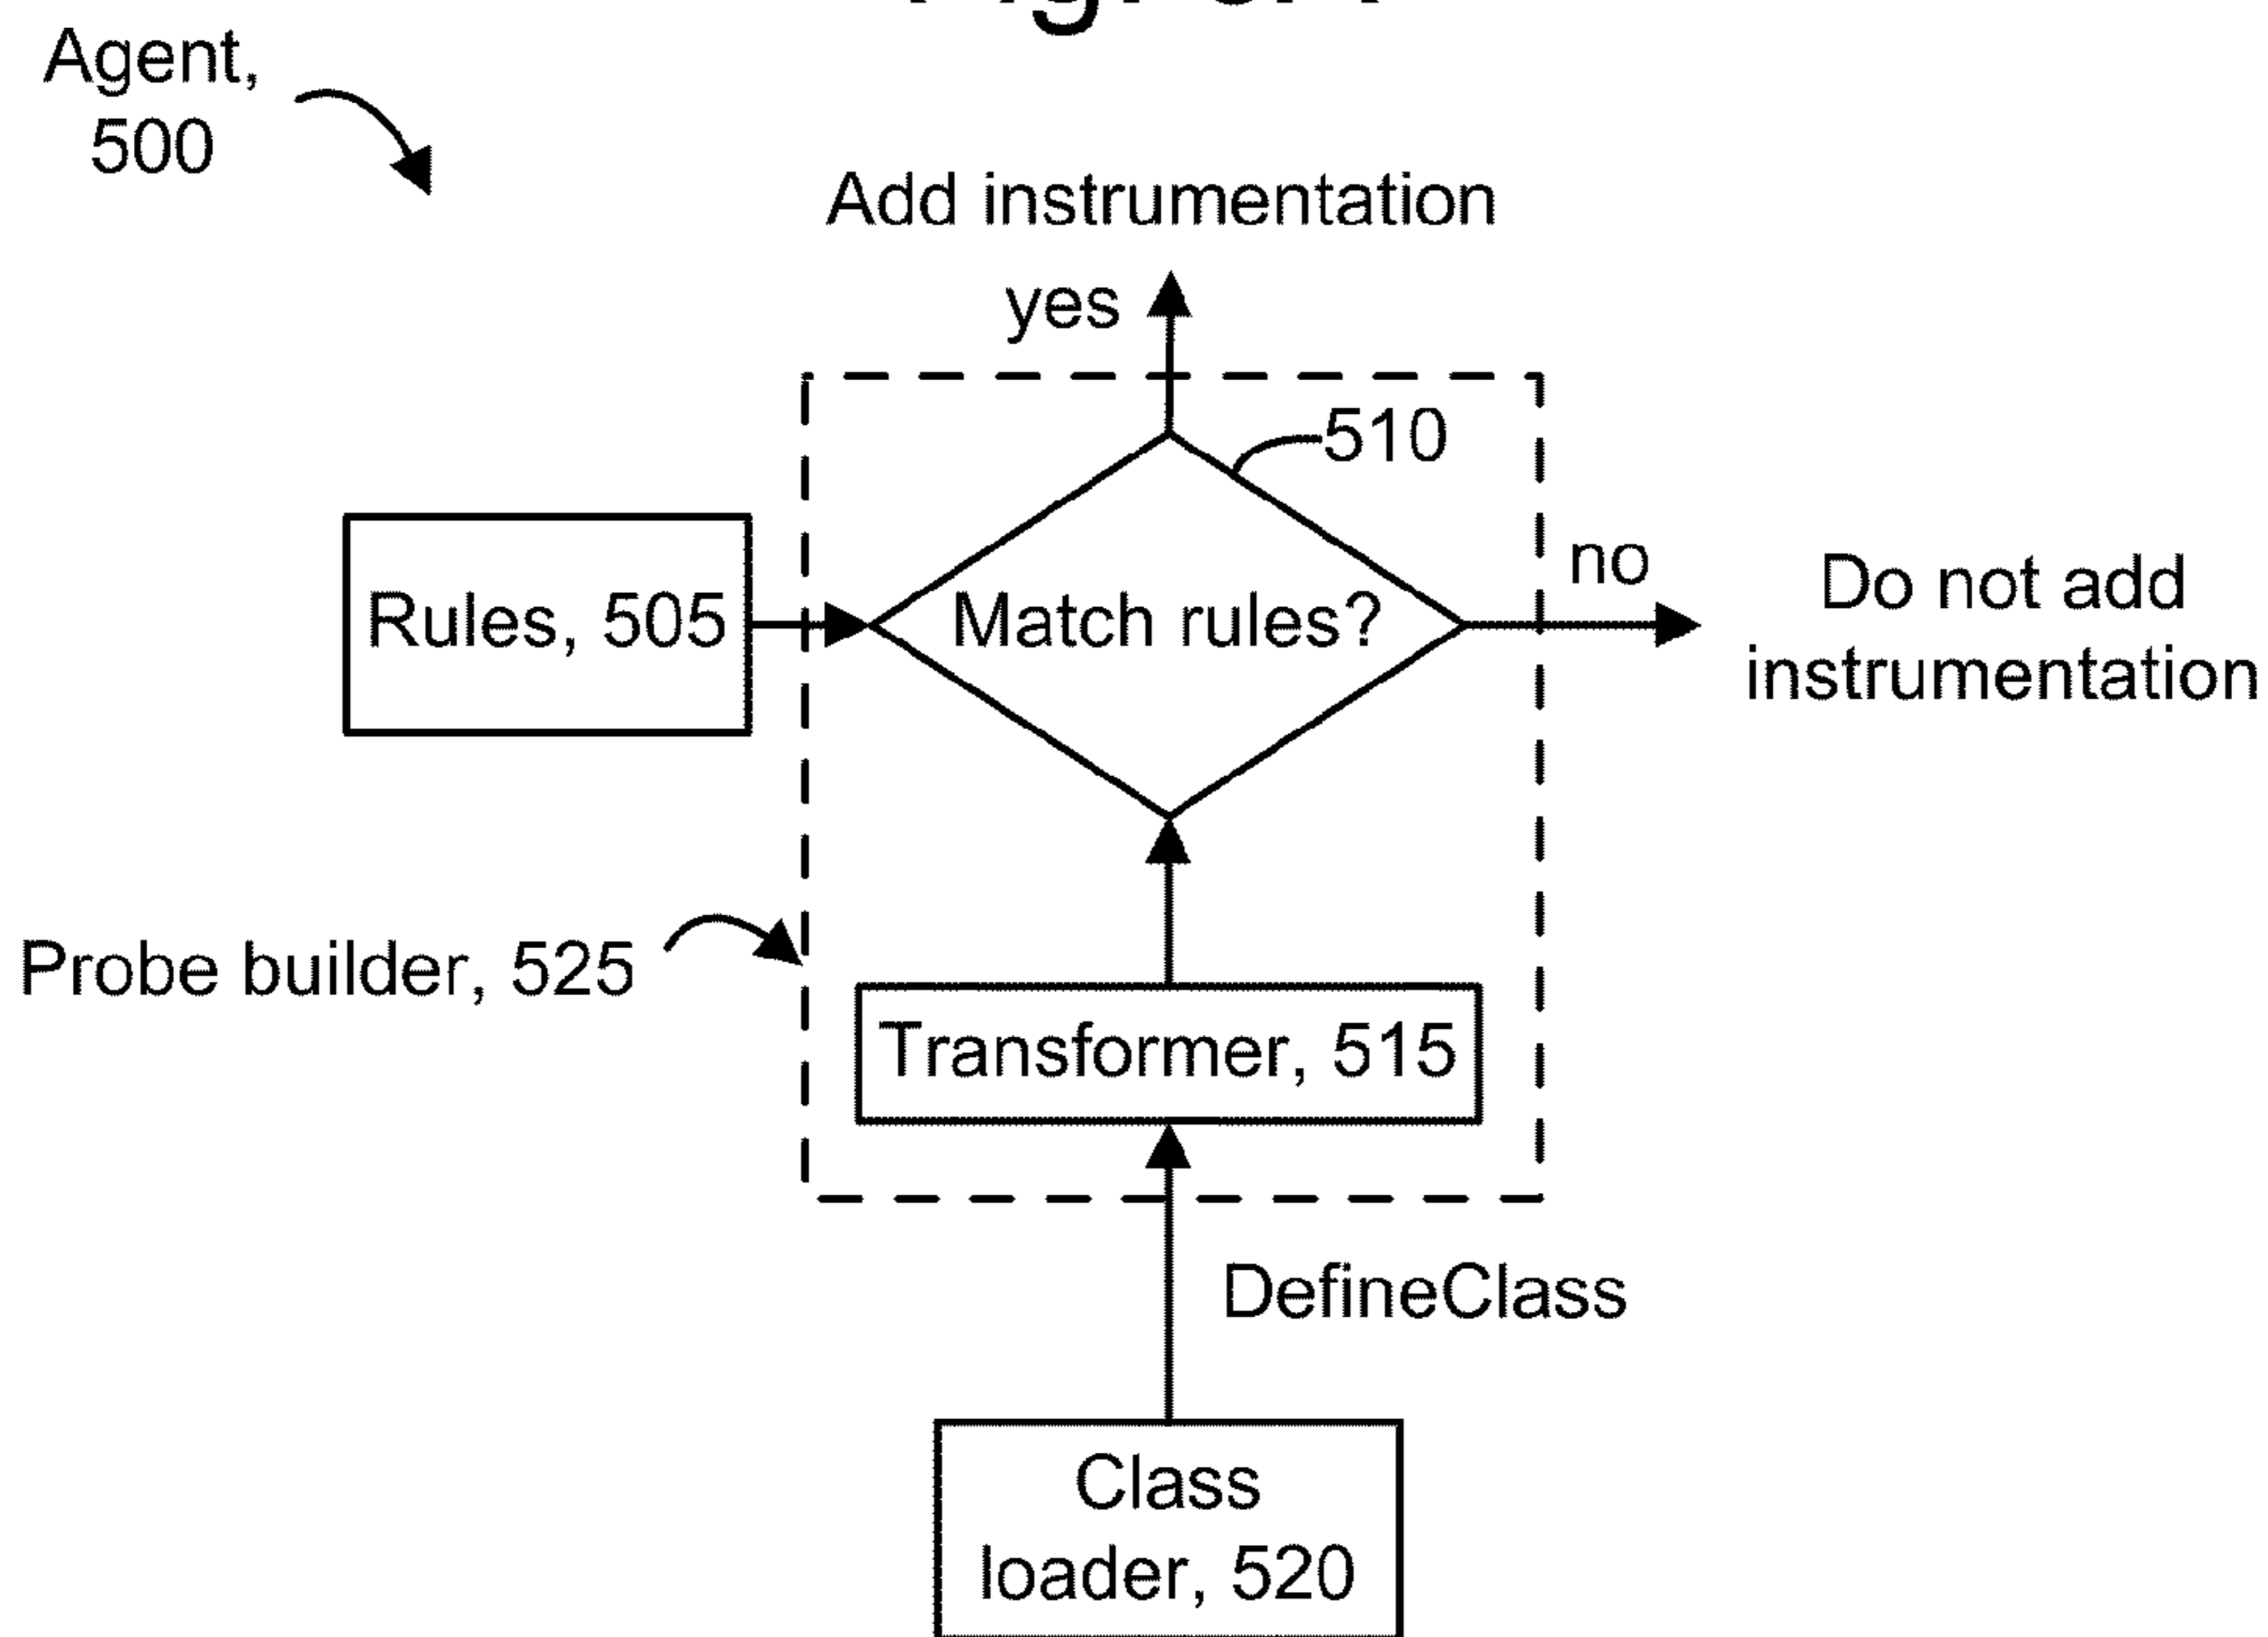 Agent,
500
Add instrumentation
yes
510
no
Rules, 505
Match rules?
Do not add
instrumentation
Probe builder, 525
Transformer, 515
DefineClass
Class
loader, 520